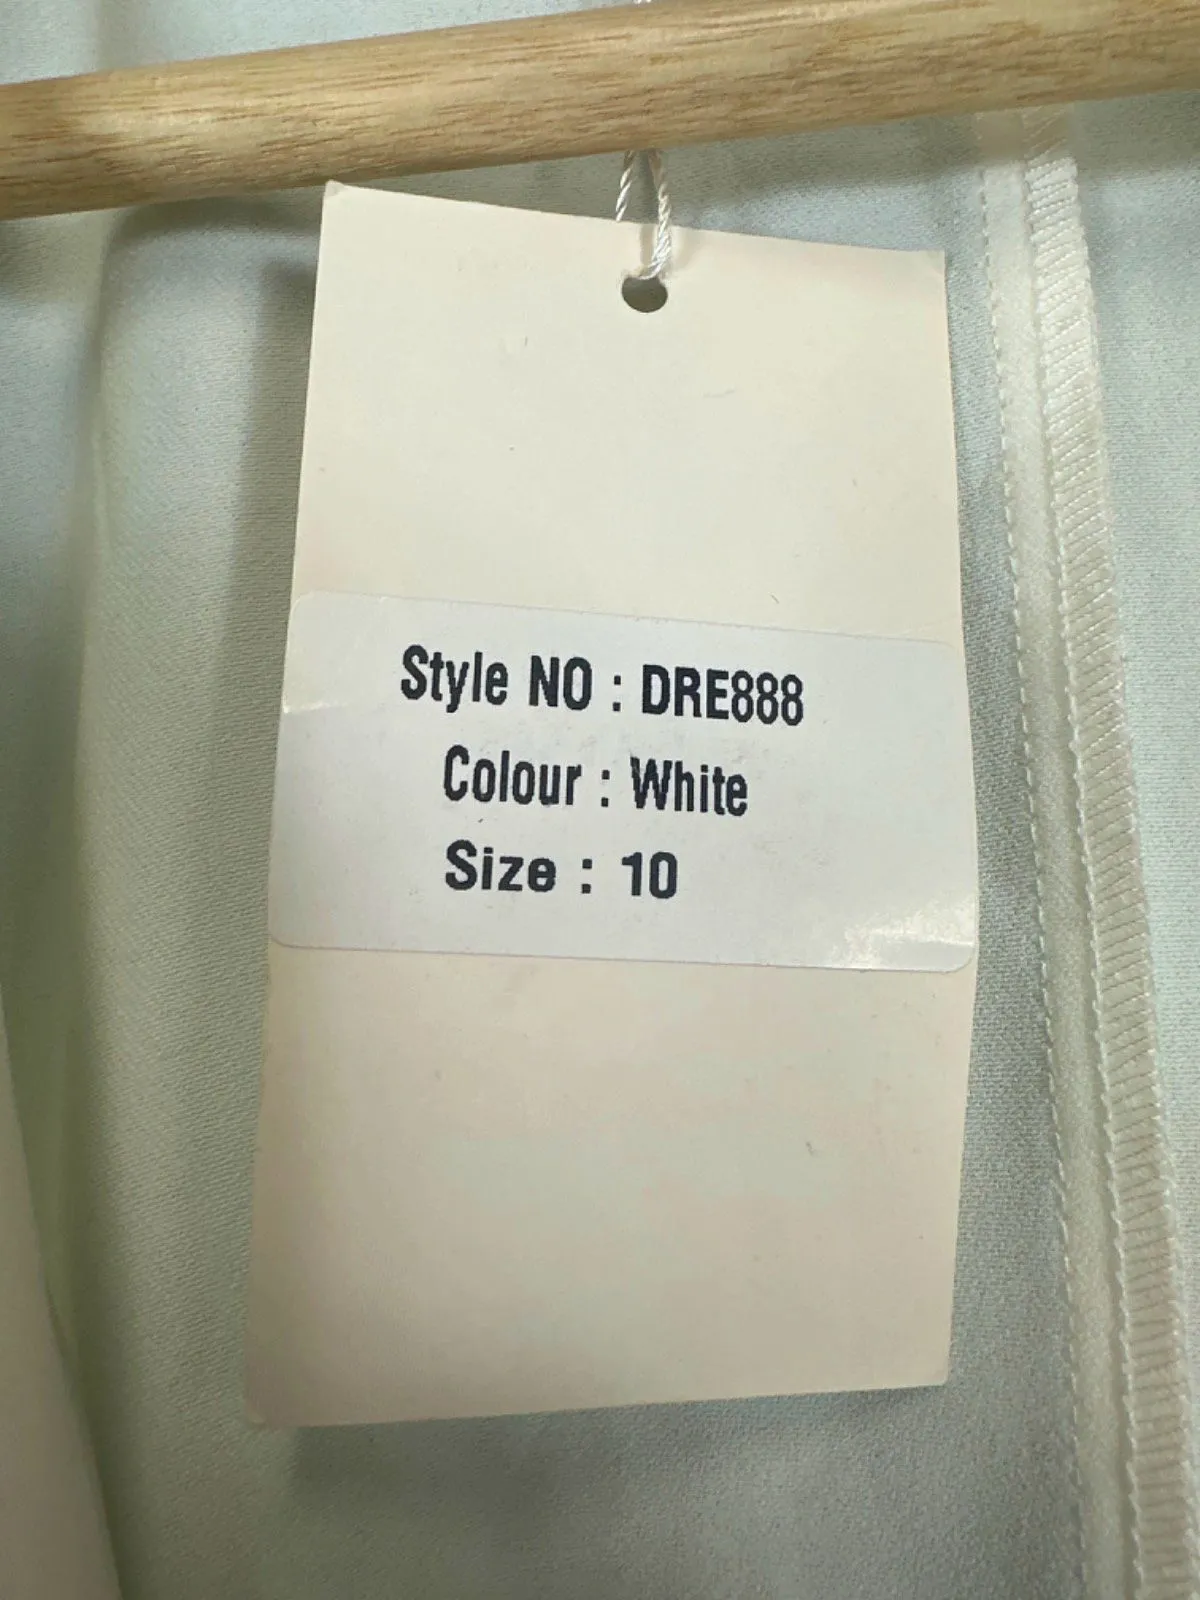 Style NO : DRE888
Colour : White
Size : 10